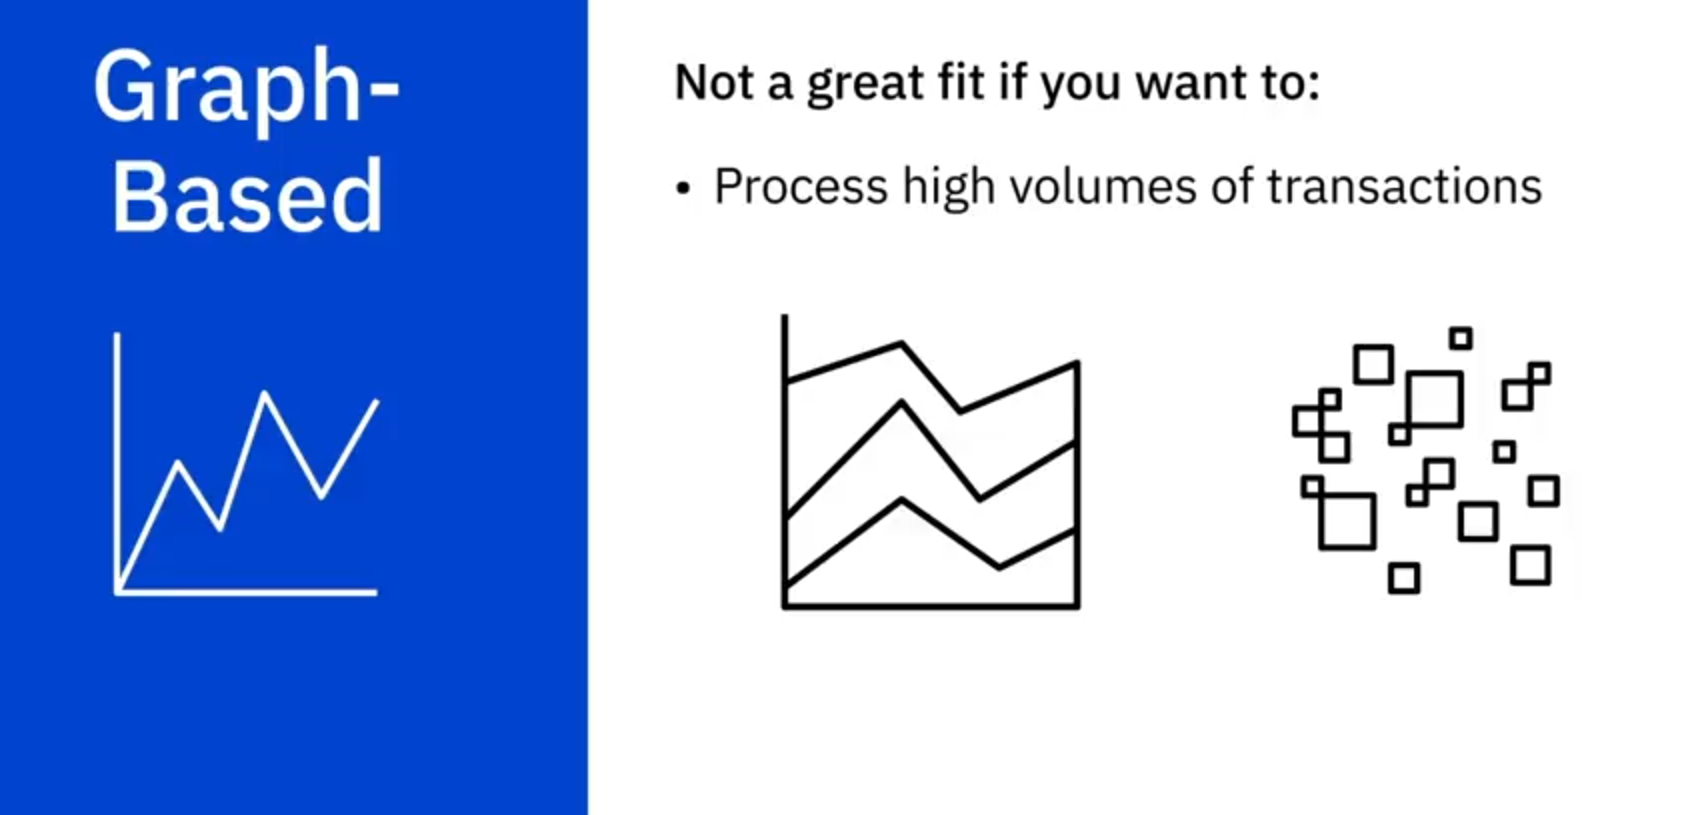 Graph-
Based
Not a great fit if you want to:
• Process high volumes of transactions